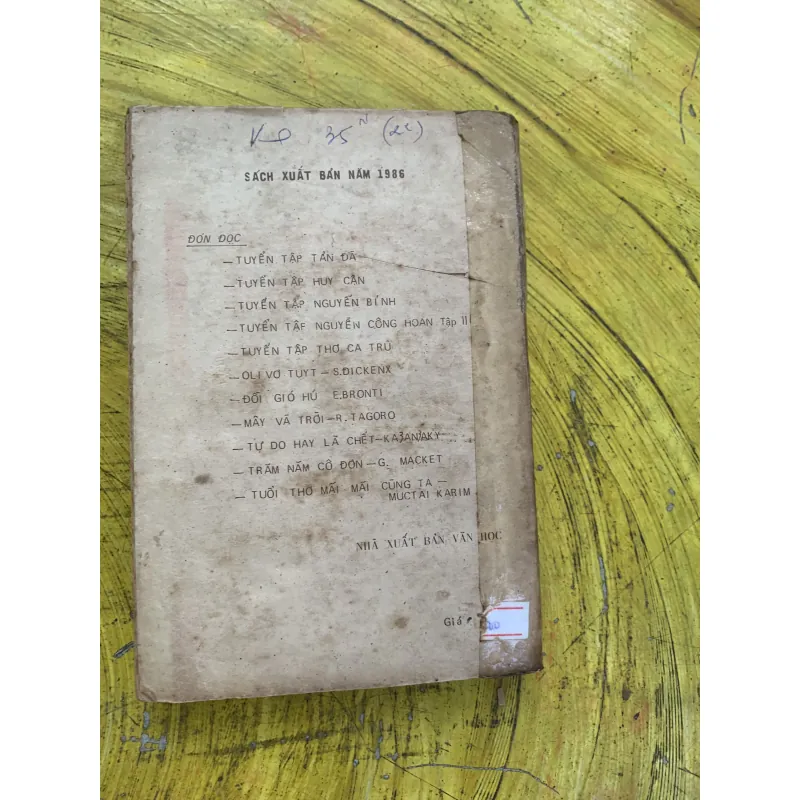 35 N (2c)
SÁCH XUẤT BẢN NĂM 1986
ĐÓN ĐỌC
— TUYỂN TẬP TẢN ĐÀ
— TUYỂN TẬP HUY CẬN
— TUYỂN TẬP NGUYỄN BÍNH
— TUYỂN TẬP NGUYỄN CÔNG HOAN Tập II
— TUYỂN TẬP THƠ CA TRÙ
— OLI VƠ TUYT — S.DICKENX
— ĐỒI GIÓ HÚ E.BRONTI
— MÂY VÀ TRỜI — R. TAGORO
— TỰ DO HAY LÀ CHẾT — KAZANZAKY ...
— TRĂM NĂM CÔ ĐƠN — G. MACKET
— TUỔI THƠ MÃI MÃI CÙNG TA —
MUCTAI KARIM
NHÀ XUẤT BẢN VĂN HỌC
Giá